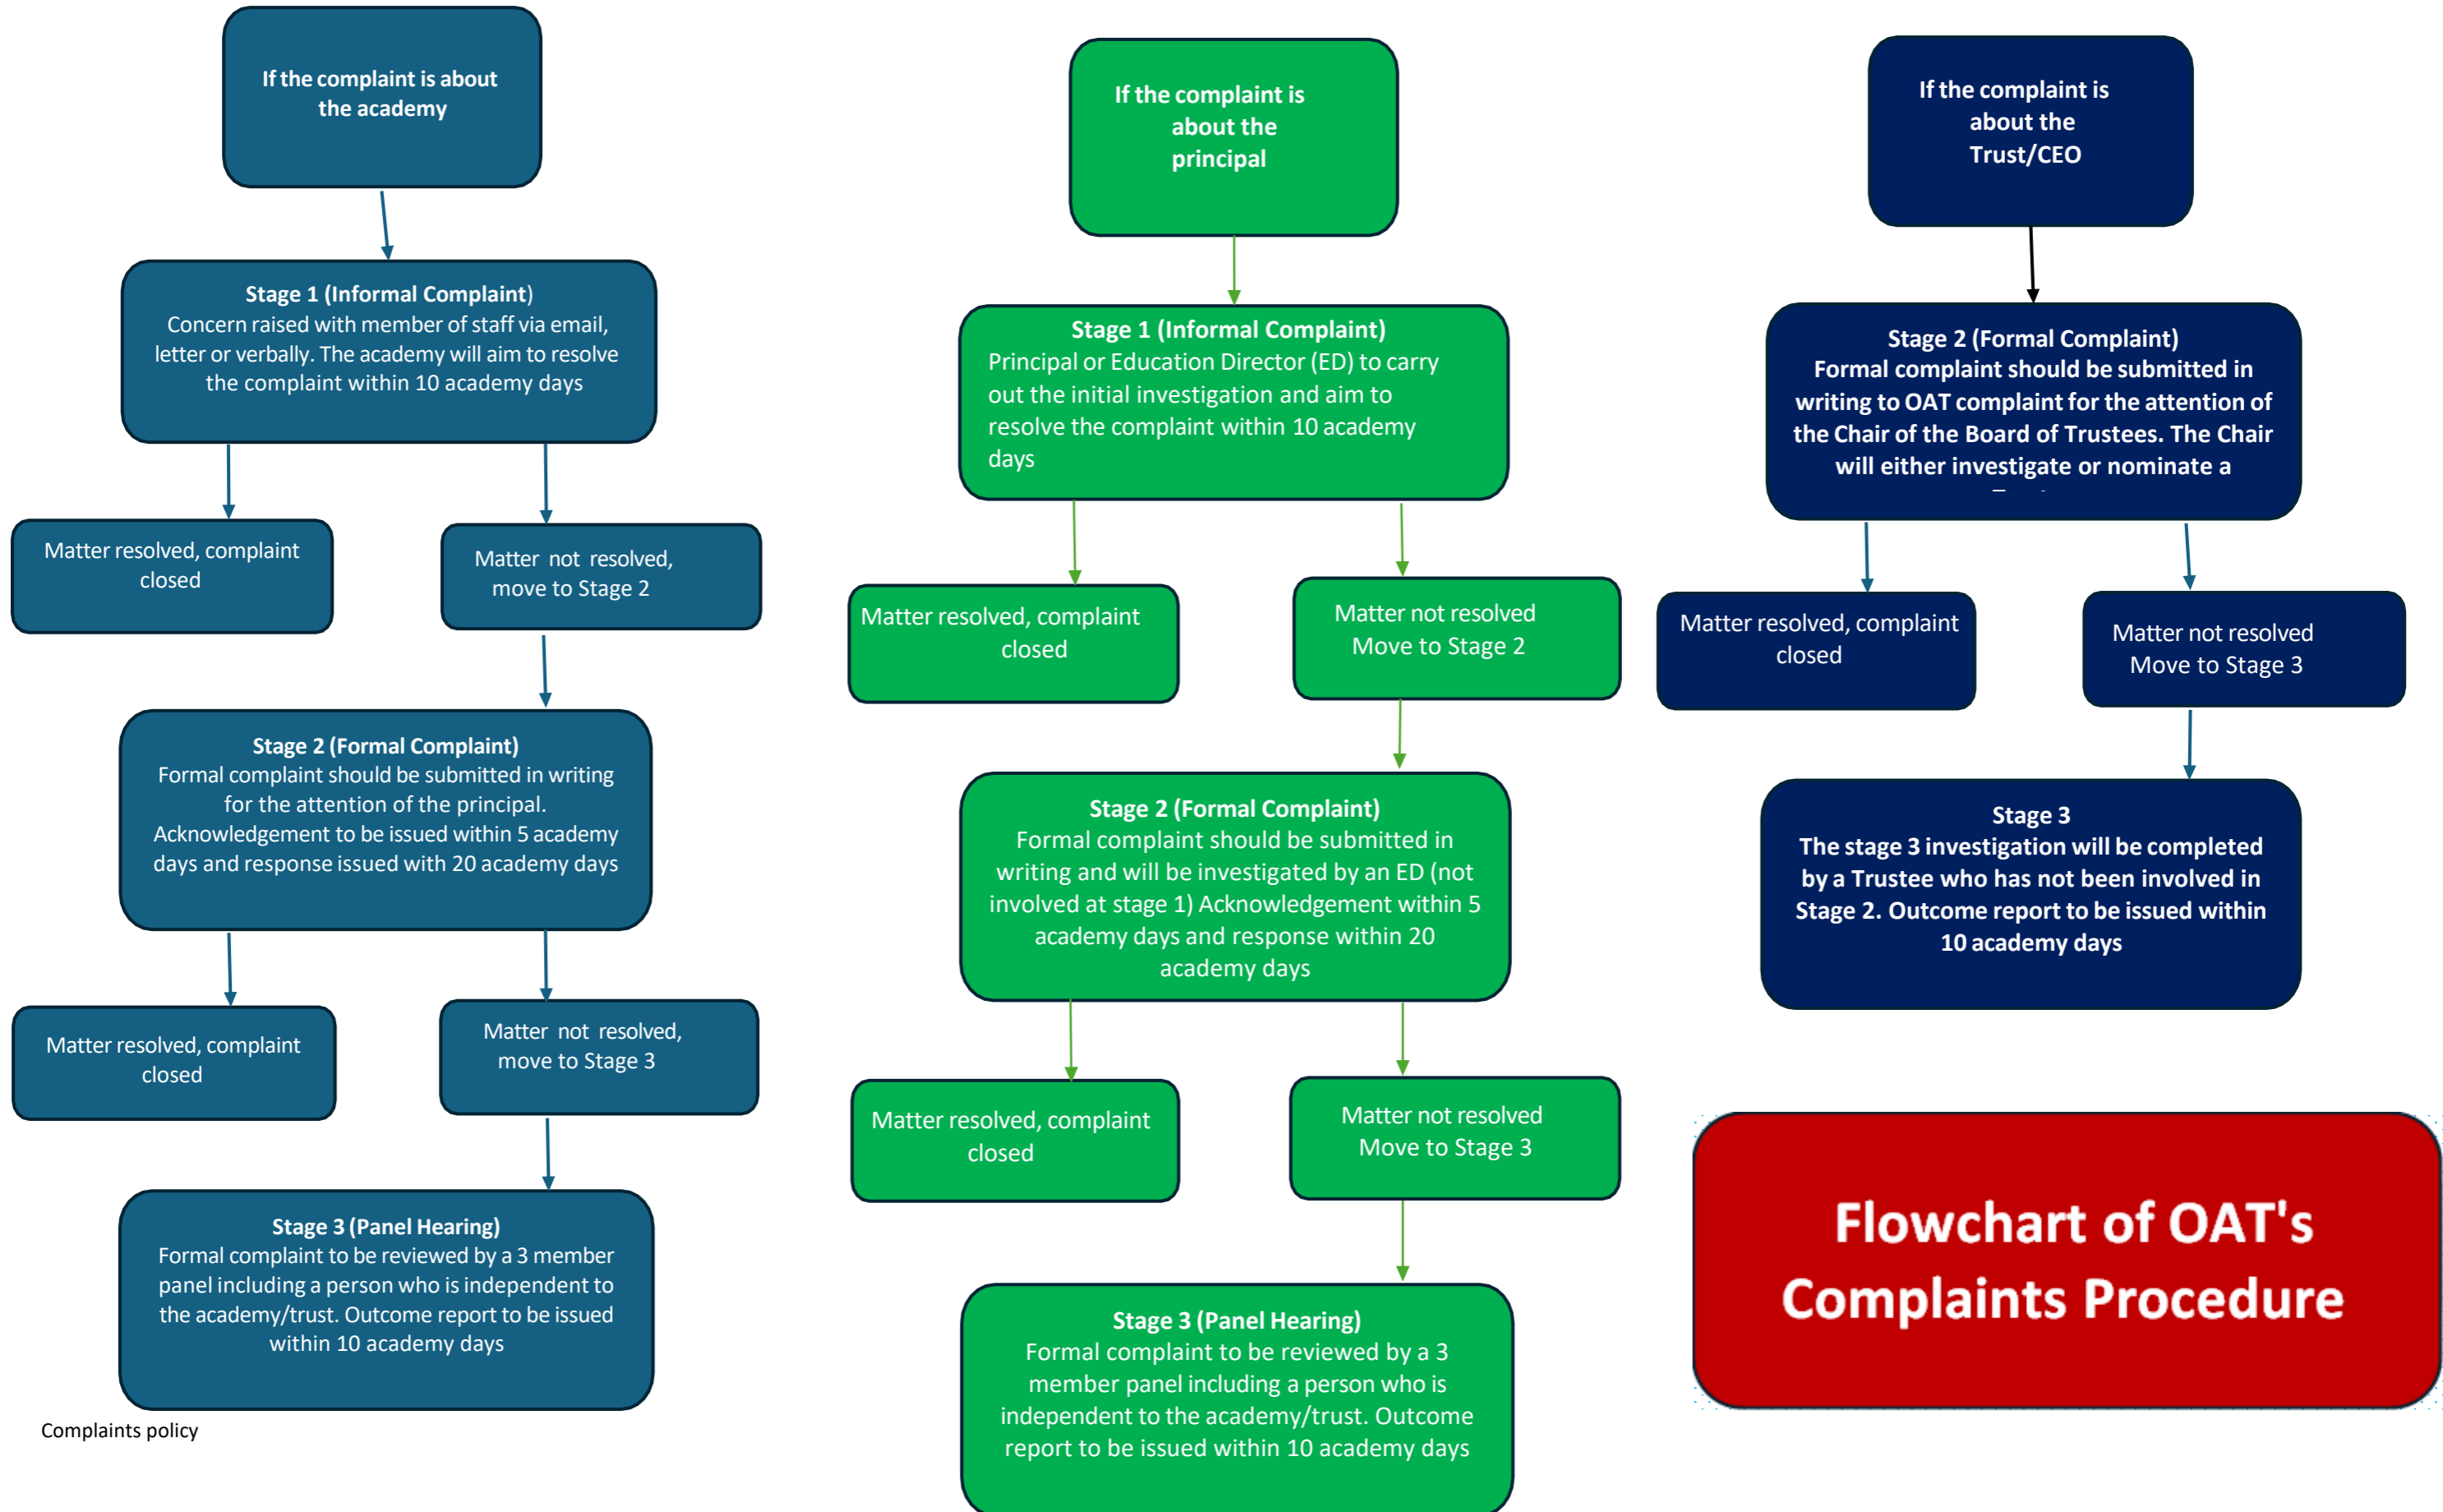 If the complaint is about
the academy
Stage 1 (Informal Complaint)
Concern raised with member of staff via email,
letter or verbally. The academy will aim to resolve
the complaint within 10 academy days
Matter resolved, complaint
closed
Matter not resolved,
move to Stage 2
Stage 2 (Formal Complaint)
Formal complaint should be submitted in writing
for the attention of the principal.
Acknowledgement to be issued within 5 academy
days and response issued with 20 academy days
Matter resolved, complaint
closed
Matter not resolved,
move to Stage 3
Stage 3 (Panel Hearing)
Formal complaint to be reviewed by a 3 member
panel including a person who is independent to
the academy/trust. Outcome report to be issued
within 10 academy days
Complaints policy
If the complaint is
about the
principal
Stage 1 (Informal Complaint)
Principal or Education Director (ED) to carry
out the initial investigation and aim to
resolve the complaint within 10 academy
days
Matter resolved, complaint
closed
Matter not resolved
Move to Stage 2
Stage 2 (Formal Complaint)
Formal complaint should be submitted in
writing and will be investigated by an ED (not
involved at stage 1) Acknowledgement within 5
academy days and response within 20
academy days
Matter resolved, complaint
closed
Matter not resolved
Move to Stage 3
Stage 3 (Panel Hearing)
Formal complaint to be reviewed by a 3
member panel including a person who is
independent to the academy/trust. Outcome
report to be issued within 10 academy days
If the complaint is
about the
Trust/CEO
Stage 2 (Formal Complaint)
Formal complaint should be submitted in
writing to OAT complaint for the attention of
the Chair of the Board of Trustees. The Chair
will either investigate or nominate a
Matter resolved, complaint
closed
Matter not resolved
Move to Stage 3
Stage 3
The stage 3 investigation will be completed
by a Trustee who has not been involved in
Stage 2. Outcome report to be issued within
10 academy days
Flowchart of OAT's
Complaints Procedure